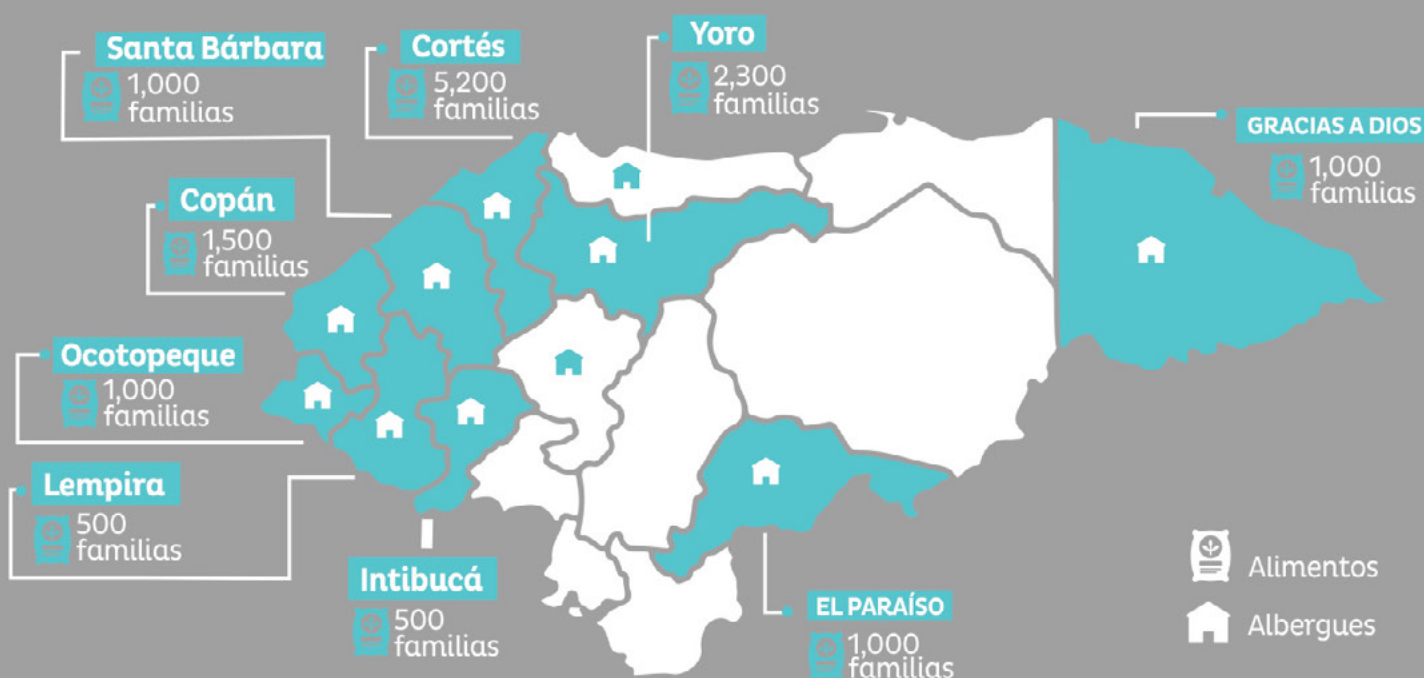 Santa Bárbara
1,000
familias
Cortés
5,200
familias
Yoro
2,300
familias
GRACIAS A DIOS
1,000
familias
Copán
1,500
familias
Ocotopeque
1,000
familias
Lempira
500
familias
Intibucá
500
familias
EL PARAÍSO
1,000
familias
Alimentos
Albergues